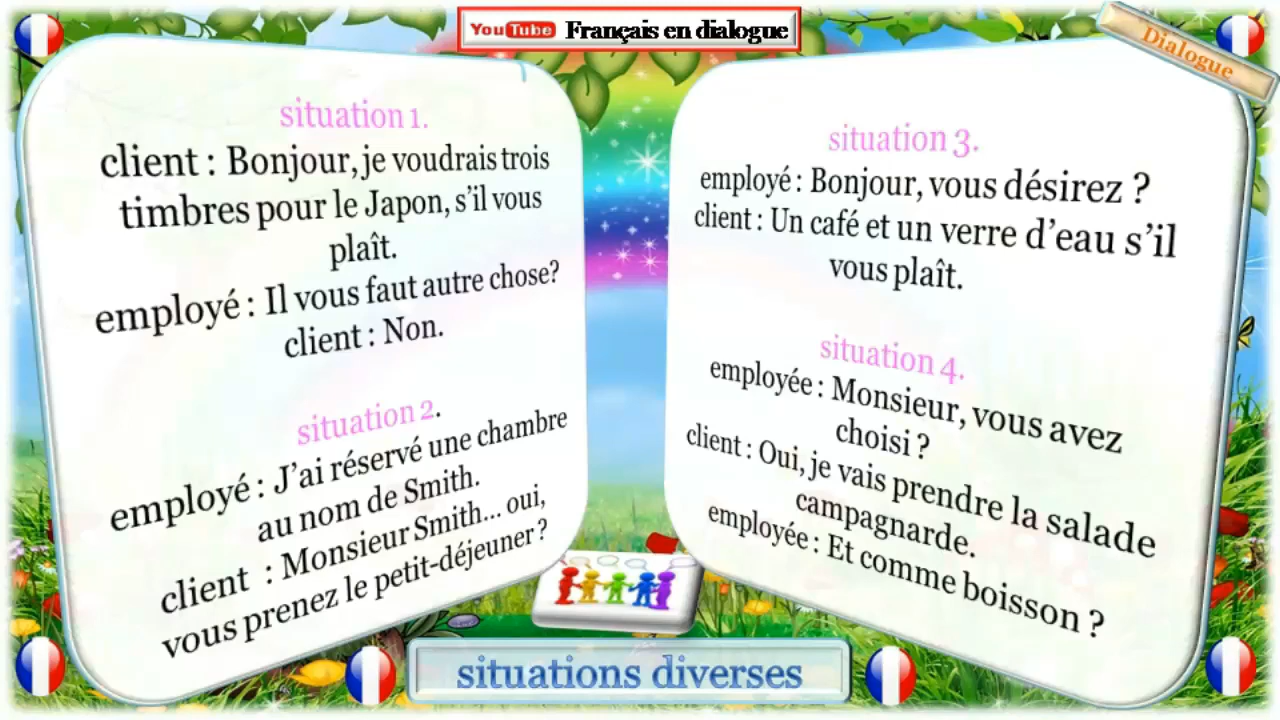 YouTube Français en dialogue
Dialogue
situation 1.
client : Bonjour, je voudrais trois
timbres pour le Japon, s’il vous
plaît.
employé : Il vous faut autre chose?
client : Non.
situation 2.
employé : J’ai réservé une chambre
au nom de Smith.
client : Monsieur Smith... oui,
vous prenez le petit-déjeuner ?
situation 3.
employé : Bonjour, vous désirez ?
client : Un café et un verre d’eau s’il
vous plaît.
situation 4.
employée : Monsieur, vous avez
choisi ?
client : Oui, je vais prendre la salade
campagnarde.
employée : Et comme boisson ?
situations diverses